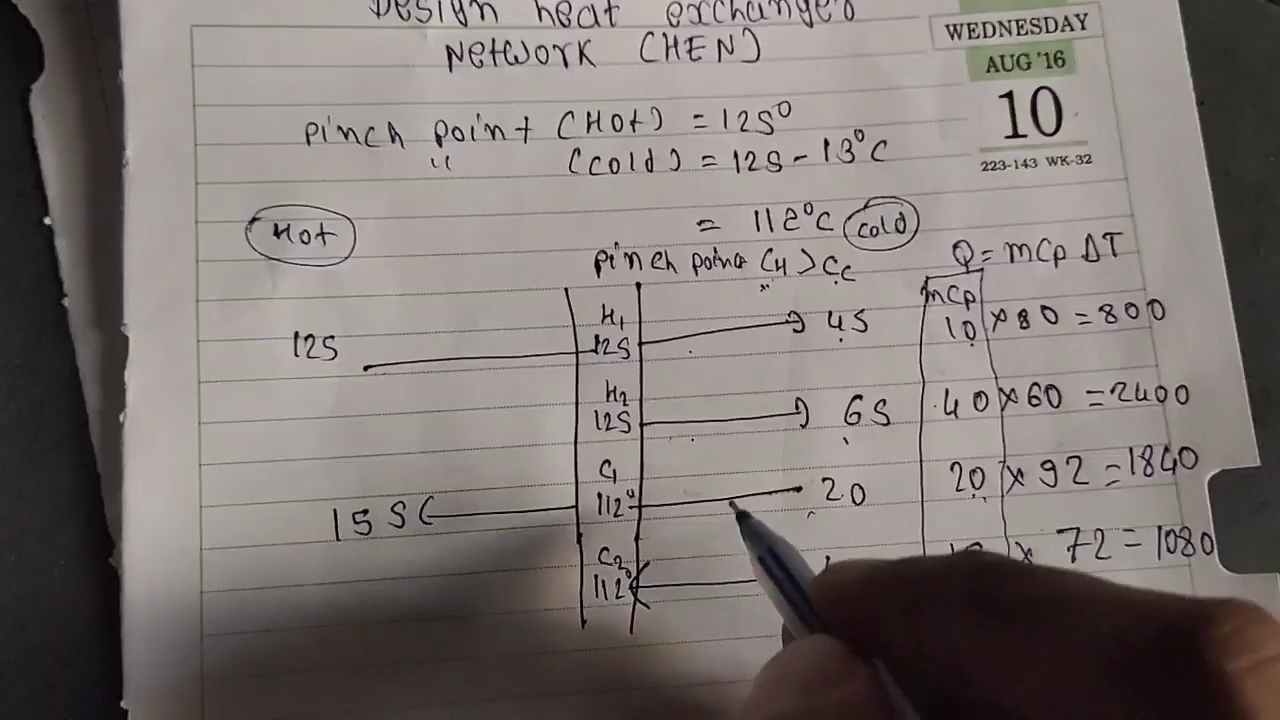 Design heat exchanger
Network (HEN)
WEDNESDAY
AUG '16
10
223-143 WK-32
pinch point (Hot) = 125°
" (cold) = 125 - 13°C
= 112°C
Hot
cold
pinch point CH > CC
Q = mCp ΔT
mCp
H1
125 125 45 10 × 80 = 800
H2
125 65 40 × 60 = 2400
C1
155 112° 20 20 × 92 = 1840
C2
112° × 72 = 1080